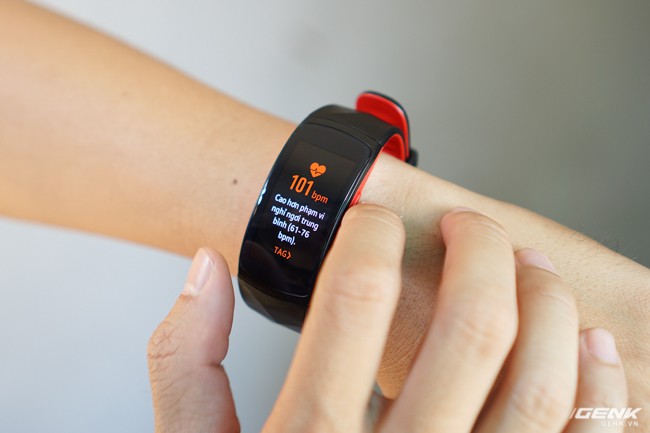 101 bpm
Cao hơn phạm vi
nghỉ ngơi trung
bình (61-76
bpm).
TAG>
GENK
GENK.VN